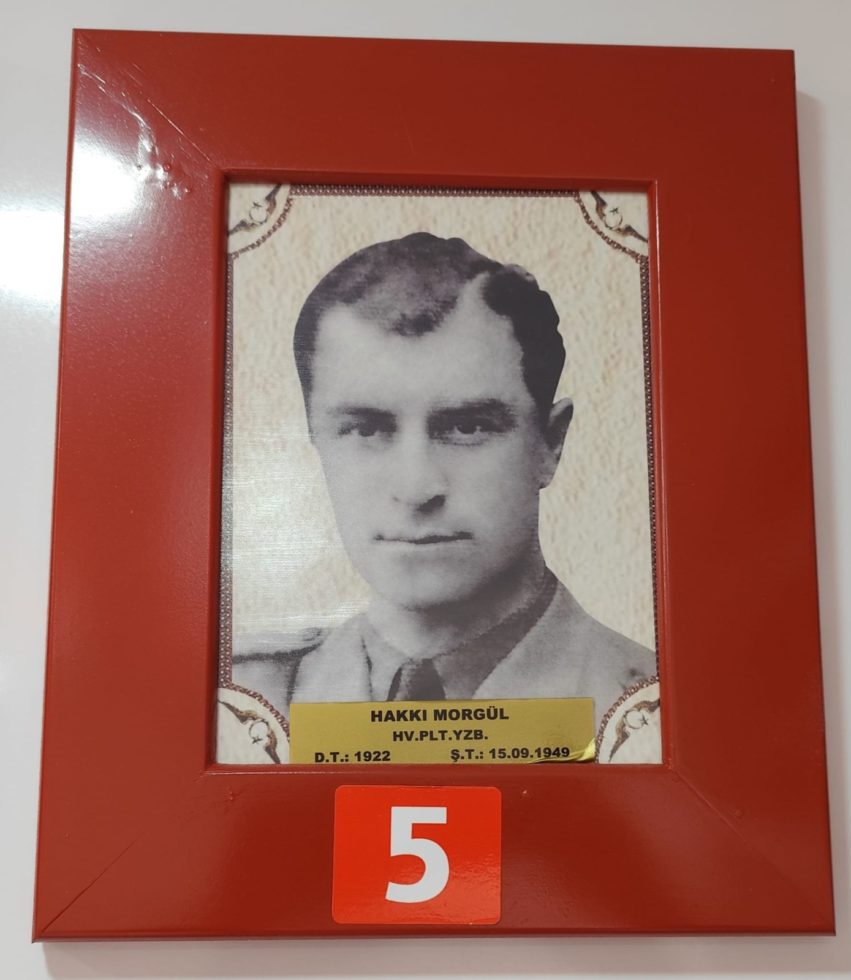 HAKKI MORGÜL
HV.PLT.YZB.
D.T.: 1922 Ş.T.: 15.09.1949
5